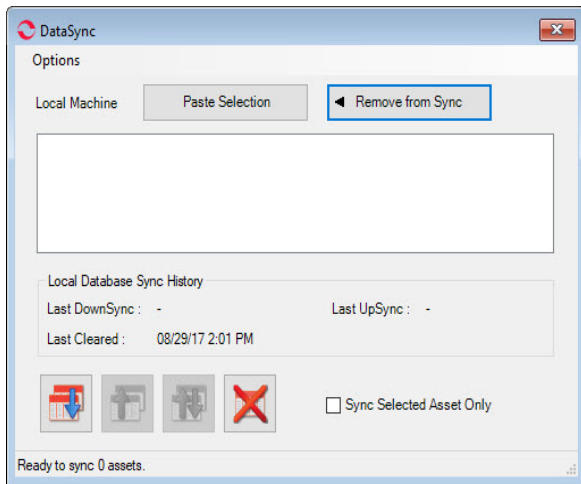 DataSync
Options
Local Machine Paste Selection Remove from Sync
Local Database Sync History
Last DownSync : - Last UpSync : -
Last Cleared : 08/29/17 2:01 PM
Sync Selected Asset Only
Ready to sync 0 assets.